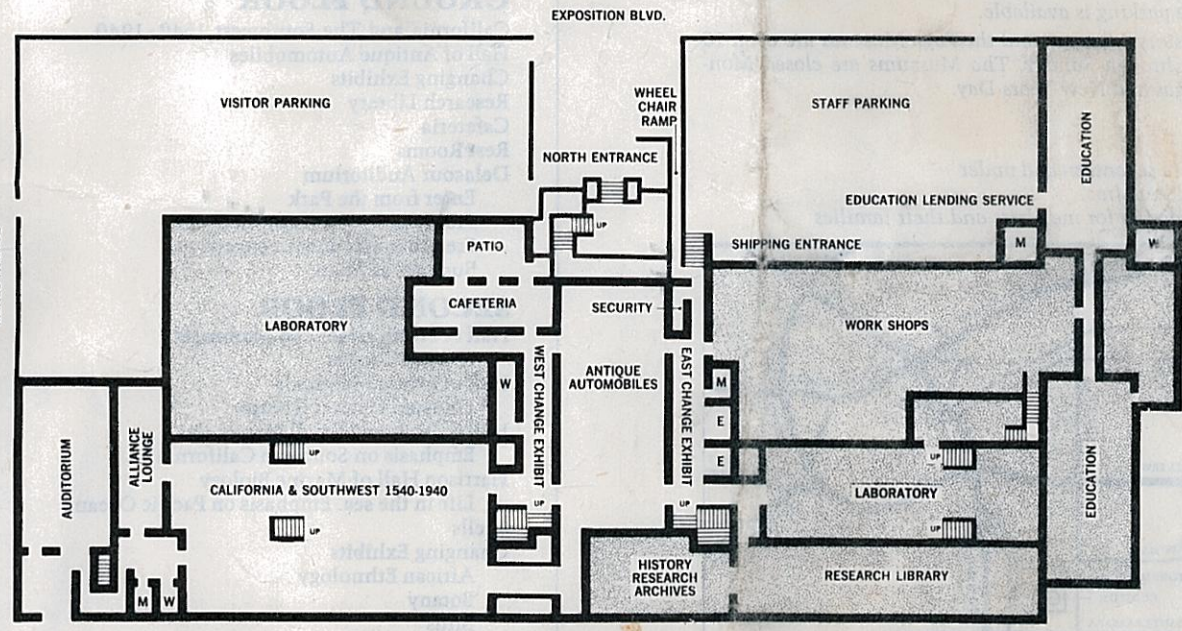 EXPOSITION BLVD.
VISITOR PARKING
WHEEL
CHAIR
RAMP
STAFF PARKING
EDUCATION
NORTH ENTRANCE
EDUCATION LENDING SERVICE
UP
PATIO
SHIPPING ENTRANCE
M
W
CAFETERIA
SECURITY
LABORATORY
WORK SHOPS
WEST CHANGE EXHIBIT
ANTIQUE
AUTOMOBILES
EAST CHANGE EXHIBIT
W
M
E
E
AUDITORIUM
ALLIANCE
LOUNGE
UP
CALIFORNIA & SOUTHWEST 1540-1940
UP
UP
UP
UP
LABORATORY
UP
EDUCATION
HISTORY
RESEARCH
ARCHIVES
RESEARCH LIBRARY
M
W